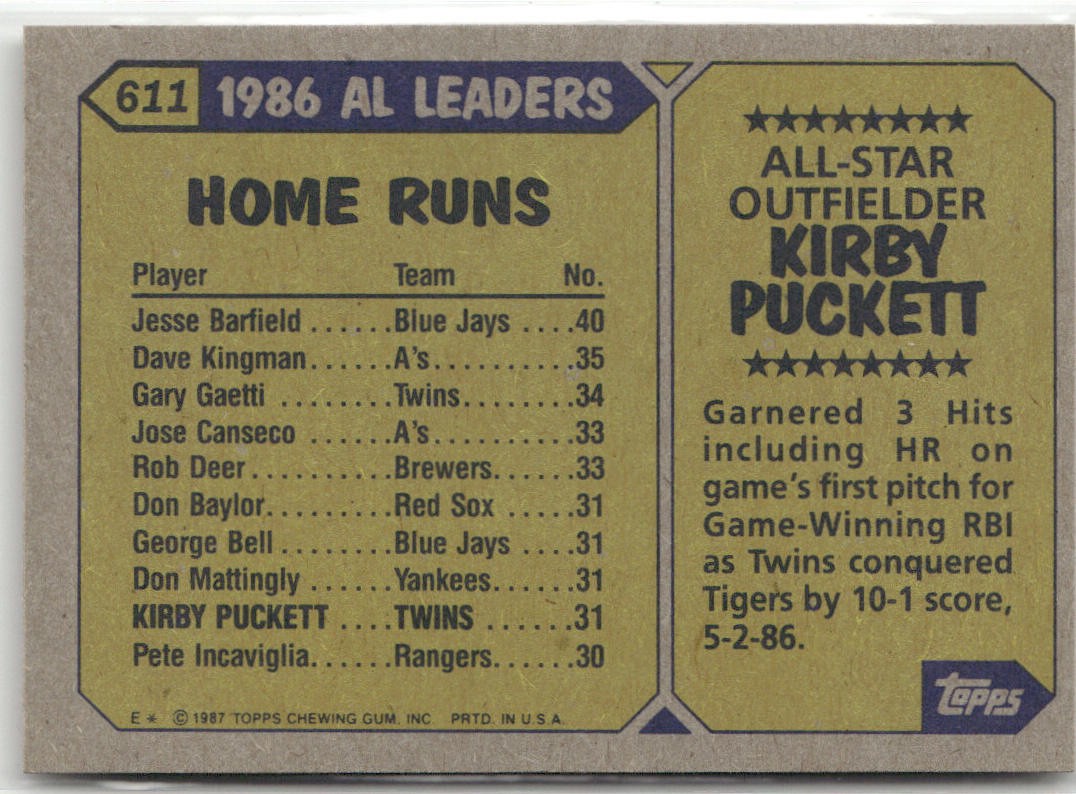 611 1986 AL LEADERS
HOME RUNS
Player Team No.
Jesse Barfield ......Blue Jays ....40
Dave Kingman......A's..........35
Gary Gaetti ........Twins........34
Jose Canseco ......A's..........33
Rob Deer..........Brewers......33
Don Baylor.........Red Sox .....31
George Bell ........Blue Jays ....31
Don Mattingly ......Yankees......31
KIRBY PUCKETT ....TWINS ......31
Pete Incaviglia......Rangers......30
E * © 1987 TOPPS CHEWING GUM, INC. PRTD. IN U.S.A.
★★★★★★★★
ALL-STAR
OUTFIELDER
KIRBY
PUCKETT
★★★★★★★★
Garnered 3 Hits
including HR on
game's first pitch for
Game-Winning RBI
as Twins conquered
Tigers by 10-1 score,
5-2-86.
topps